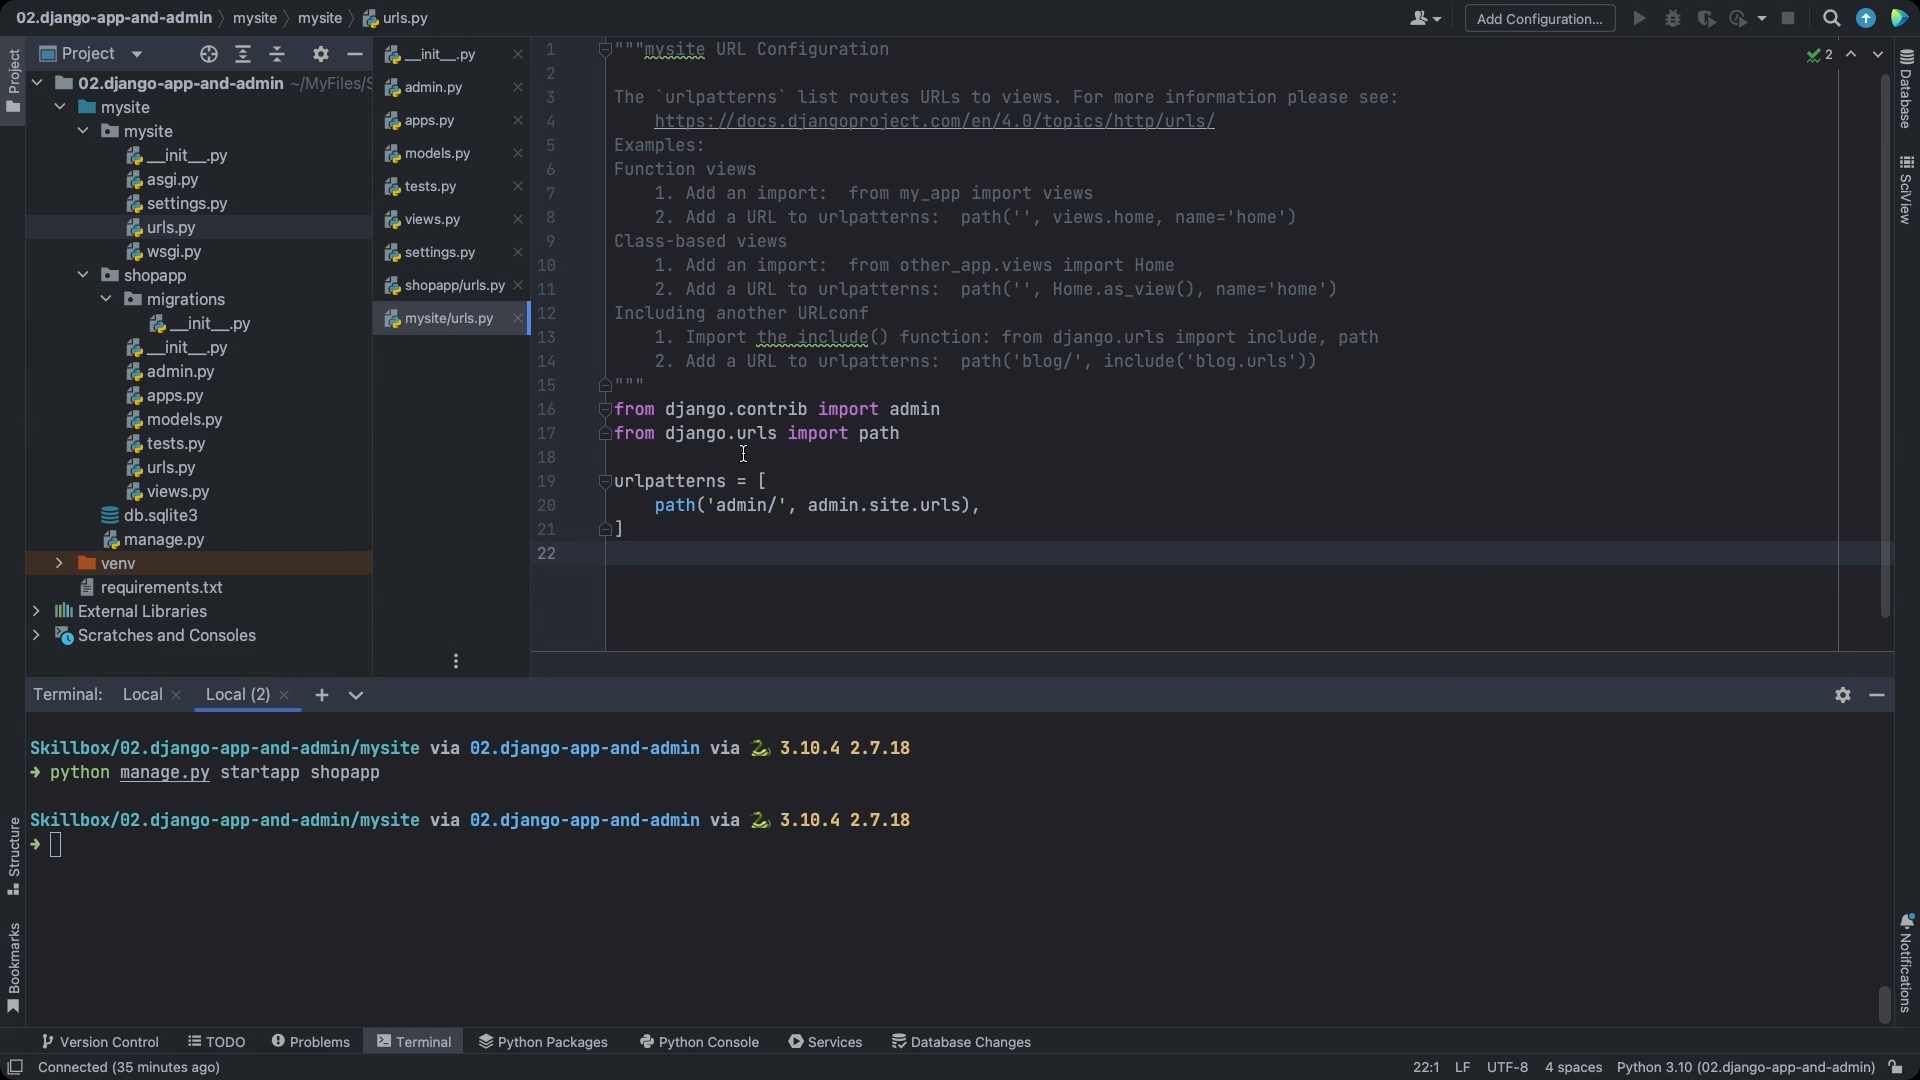 02.django-app-and-admin mysite mysite urls.py
Add Configuration...
Project
Project
02.django-app-and-admin ~/MyFiles/S
mysite
mysite
__init__.py
asgi.py
settings.py
urls.py
wsgi.py
shopapp
migrations
__init__.py
__init__.py
admin.py
apps.py
models.py
tests.py
urls.py
views.py
db.sqlite3
manage.py
venv
requirements.txt
External Libraries
Scratches and Consoles
__init__.py
admin.py
apps.py
models.py
tests.py
views.py
settings.py
shopapp/urls.py
mysite/urls.py
1 """mysite URL Configuration
2
3 The `urlpatterns` list routes URLs to views. For more information please see:
4 https://docs.djangoproject.com/en/4.0/topics/http/urls/
5 Examples:
6 Function views
7 1. Add an import:  from my_app import views
8 2. Add a URL to urlpatterns:  path('', views.home, name='home')
9 Class-based views
10 1. Add an import:  from other_app.views import Home
11 2. Add a URL to urlpatterns:  path('', Home.as_view(), name='home')
12 Including another URLconf
13 1. Import the include() function: from django.urls import include, path
14 2. Add a URL to urlpatterns:  path('blog/', include('blog.urls'))
15 """
16 from django.contrib import admin
17 from django.urls import path
18
19 urlpatterns = [
20 path('admin/', admin.site.urls),
21 ]
22
2
Database
SciView
Notifications
Structure
Bookmarks
Terminal: Local Local (2)
Skillbox/02.django-app-and-admin/mysite via 02.django-app-and-admin via 3.10.4 2.7.18
➜ python manage.py startapp shopapp
Skillbox/02.django-app-and-admin/mysite via 02.django-app-and-admin via 3.10.4 2.7.18
➜
Version Control TODO Problems Terminal Python Packages Python Console Services Database Changes
Connected (35 minutes ago) 22:1 LF UTF-8 4 spaces Python 3.10 (02.django-app-and-admin)